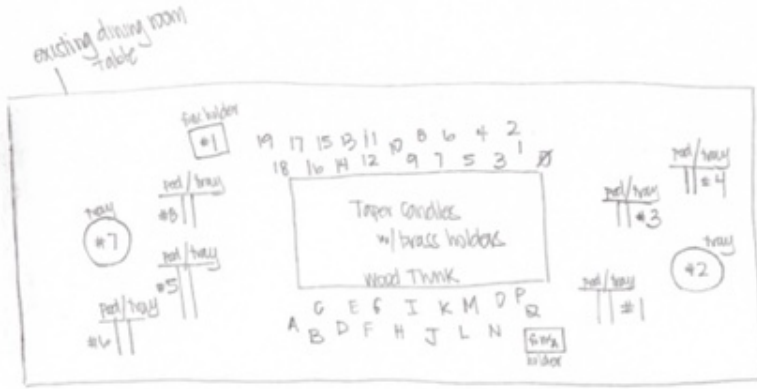 existing dining room
table
holder
#1
19 17 15 13 11 10 8 6 4 2
18 16 14 12 9 7 5 3 1
ped/tray
#8
tray
#7
ped/tray
#5
ped/tray
#6
Taper Candles
w/ brass holders
Wood Trunk
ped/tray
#4
ped/tray
#3
tray
#2
ped/tray
#1
C E G I K M O P
A B D F H J L N Q
holder